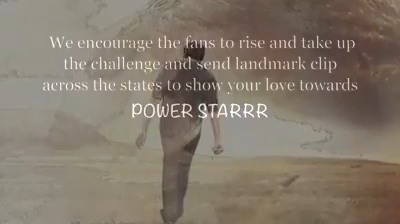 We encourage the fans to rise and take up
the challenge and send landmark clip
across the states to show your love towards
POWER STARRR